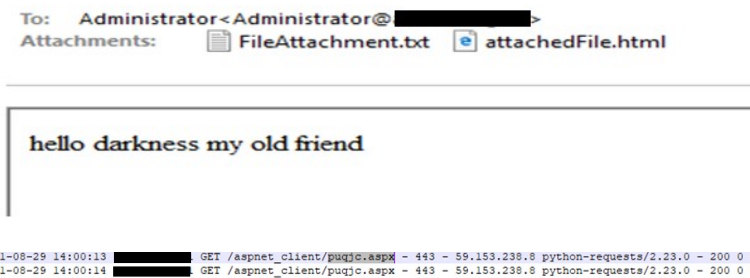 To: Administrator<Administrator@ >
Attachments: FileAttachment.txt attachedFile.html
hello darkness my old friend
1-08-29 14:00:13 GET /aspnet_client/puqjc.aspx - 443 - 59.153.238.8 python-requests/2.23.0 - 200 0
1-08-29 14:00:14 GET /aspnet_client/puqjc.aspx - 443 - 59.153.238.8 python-requests/2.23.0 - 200 0